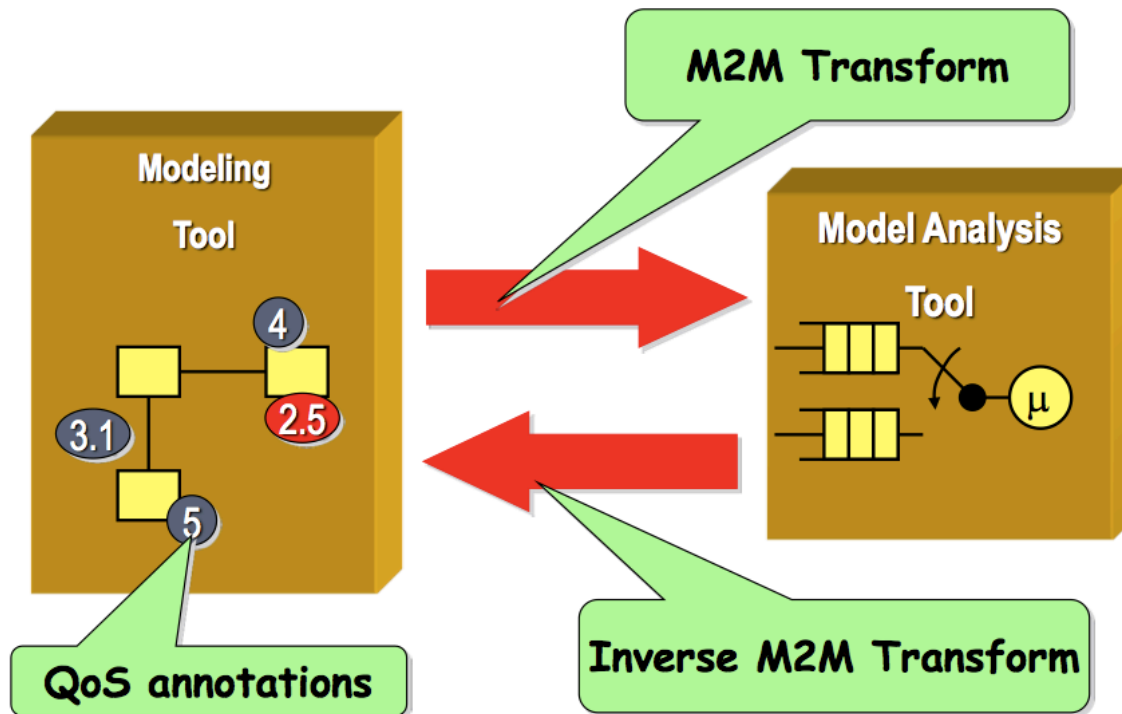 M2M Transform
Modeling
Tool
4
2.5
3.1
5
Model Analysis
Tool
μ
QoS annotations
Inverse M2M Transform